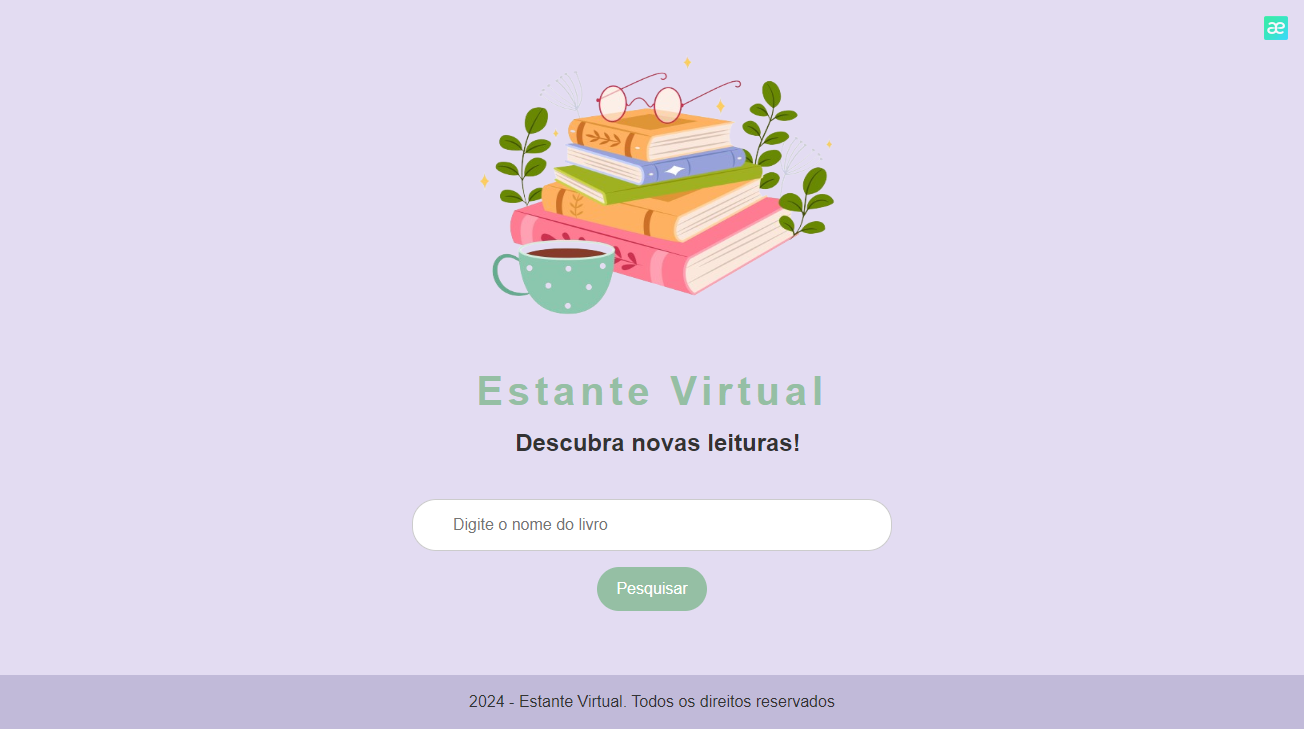 æ
Estante Virtual
Descubra novas leituras!
Digite o nome do livro
Pesquisar
2024 - Estante Virtual. Todos os direitos reservados